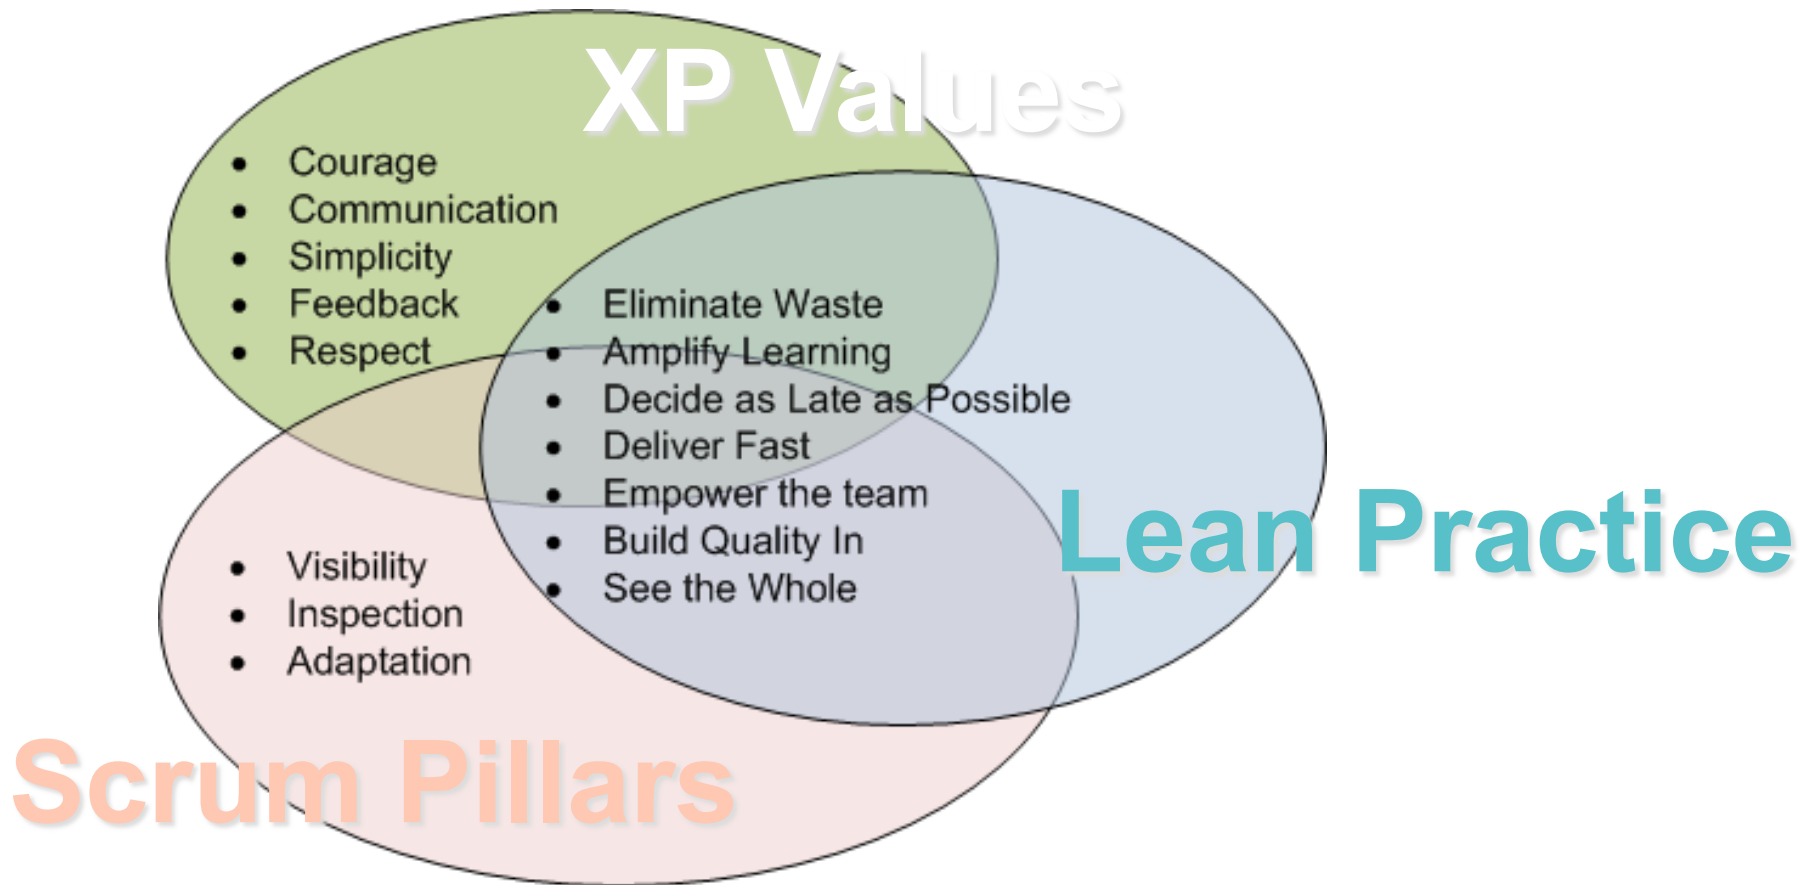 XP Values
• Courage
• Communication
• Simplicity
• Feedback
• Respect
• Eliminate Waste
• Amplify Learning
• Decide as Late as Possible
• Deliver Fast
• Empower the team
• Build Quality In
• See the Whole
Lean Practice
• Visibility
• Inspection
• Adaptation
Scrum Pillars